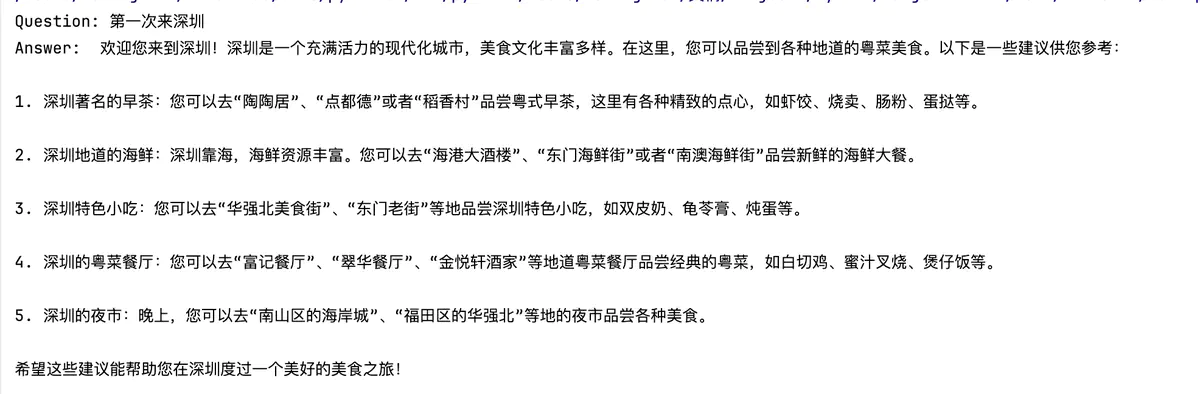 Question: 第一次来深圳
Answer:  欢迎您来到深圳！深圳是一个充满活力的现代化城市，美食文化丰富多样。在这里，您可以品尝到各种地道的粤菜美食。以下是一些建议供您参考：
1. 深圳著名的早茶：您可以去“陶陶居”、“点都德”或者“稻香村”品尝粤式早茶，这里有各种精致的点心，如虾饺、烧卖、肠粉、蛋挞等。
2. 深圳地道的海鲜：深圳靠海，海鲜资源丰富。您可以去“海港大酒楼”、“东门海鲜街”或者“南澳海鲜街”品尝新鲜的海鲜大餐。
3. 深圳特色小吃：您可以去“华强北美食街”、“东门老街”等地品尝深圳特色小吃，如双皮奶、龟苓膏、炖蛋等。
4. 深圳的粤菜餐厅：您可以去“富记餐厅”、“翠华餐厅”、“金悦轩酒家”等地道粤菜餐厅品尝经典的粤菜，如白切鸡、蜜汁叉烧、煲仔饭等。
5. 深圳的夜市：晚上，您可以去“南山区的海岸城”、“福田区的华强北”等地的夜市品尝各种美食。
希望这些建议能帮助您在深圳度过一个美好的美食之旅！